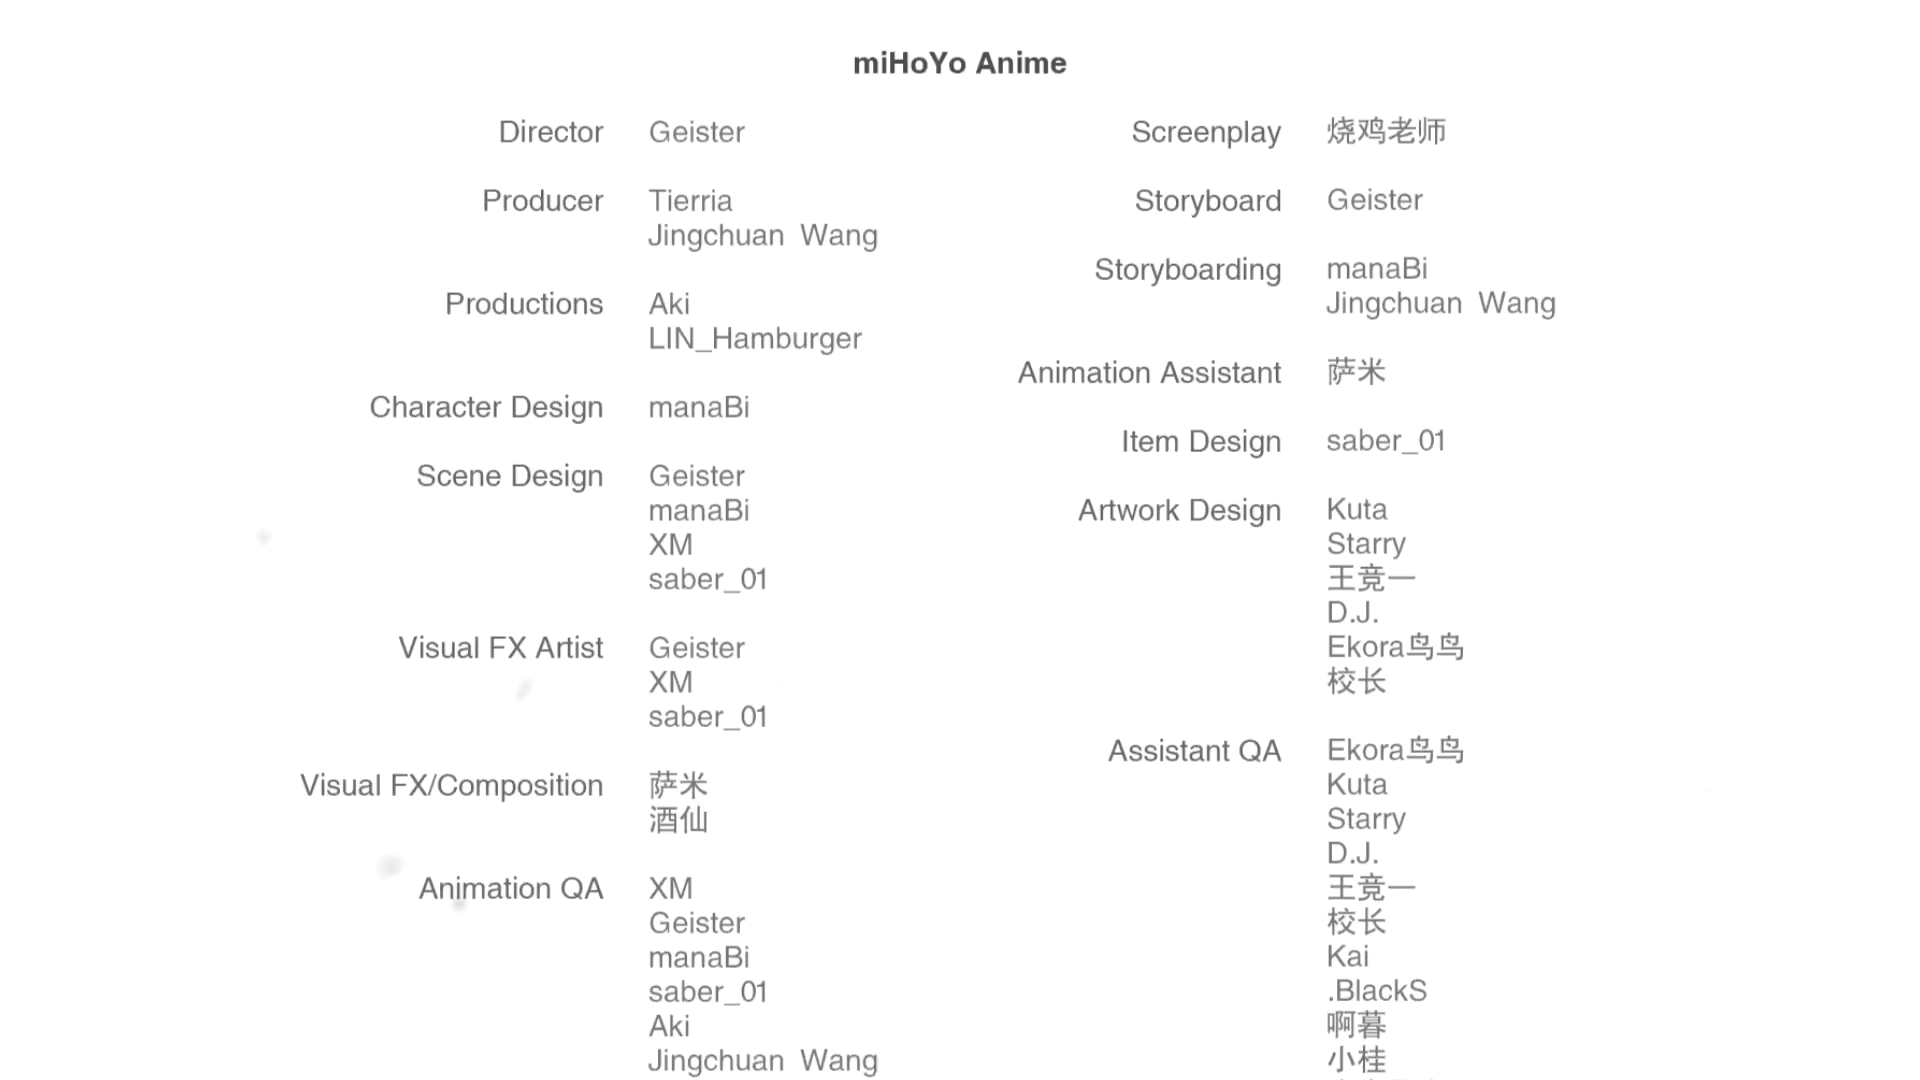 miHoYo Anime
Director Geister
Producer Tierria
Jingchuan Wang
Productions Aki
LIN_Hamburger
Character Design manaBi
Scene Design Geister
manaBi
XM
saber_01
Visual FX Artist Geister
XM
saber_01
Visual FX/Composition 萨米
酒仙
Animation QA XM
Geister
manaBi
saber_01
Aki
Jingchuan Wang
Screenplay 烧鸡老师
Storyboard Geister
Storyboarding manaBi
Jingchuan Wang
Animation Assistant 萨米
Item Design saber_01
Artwork Design Kuta
Starry
王竞一
D.J.
Ekora鸟鸟
校长
Assistant QA Ekora鸟鸟
Kuta
Starry
D.J.
王竞一
校长
Kai
.BlackS
啊暮
小桂